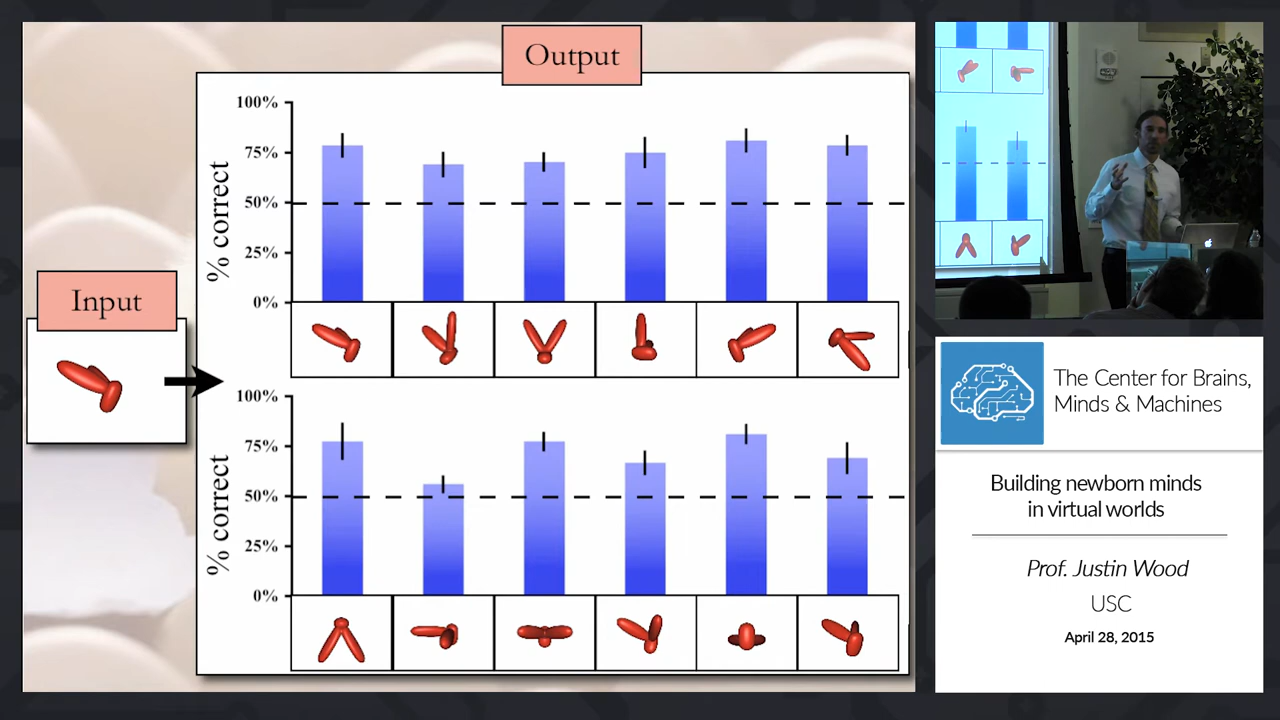 Output
100%
75%
50%
25%
0%
% correct
Input
100%
75%
50%
25%
0%
% correct
The Center for Brains,
Minds & Machines
Building newborn minds
in virtual worlds
Prof. Justin Wood
USC
April 28, 2015